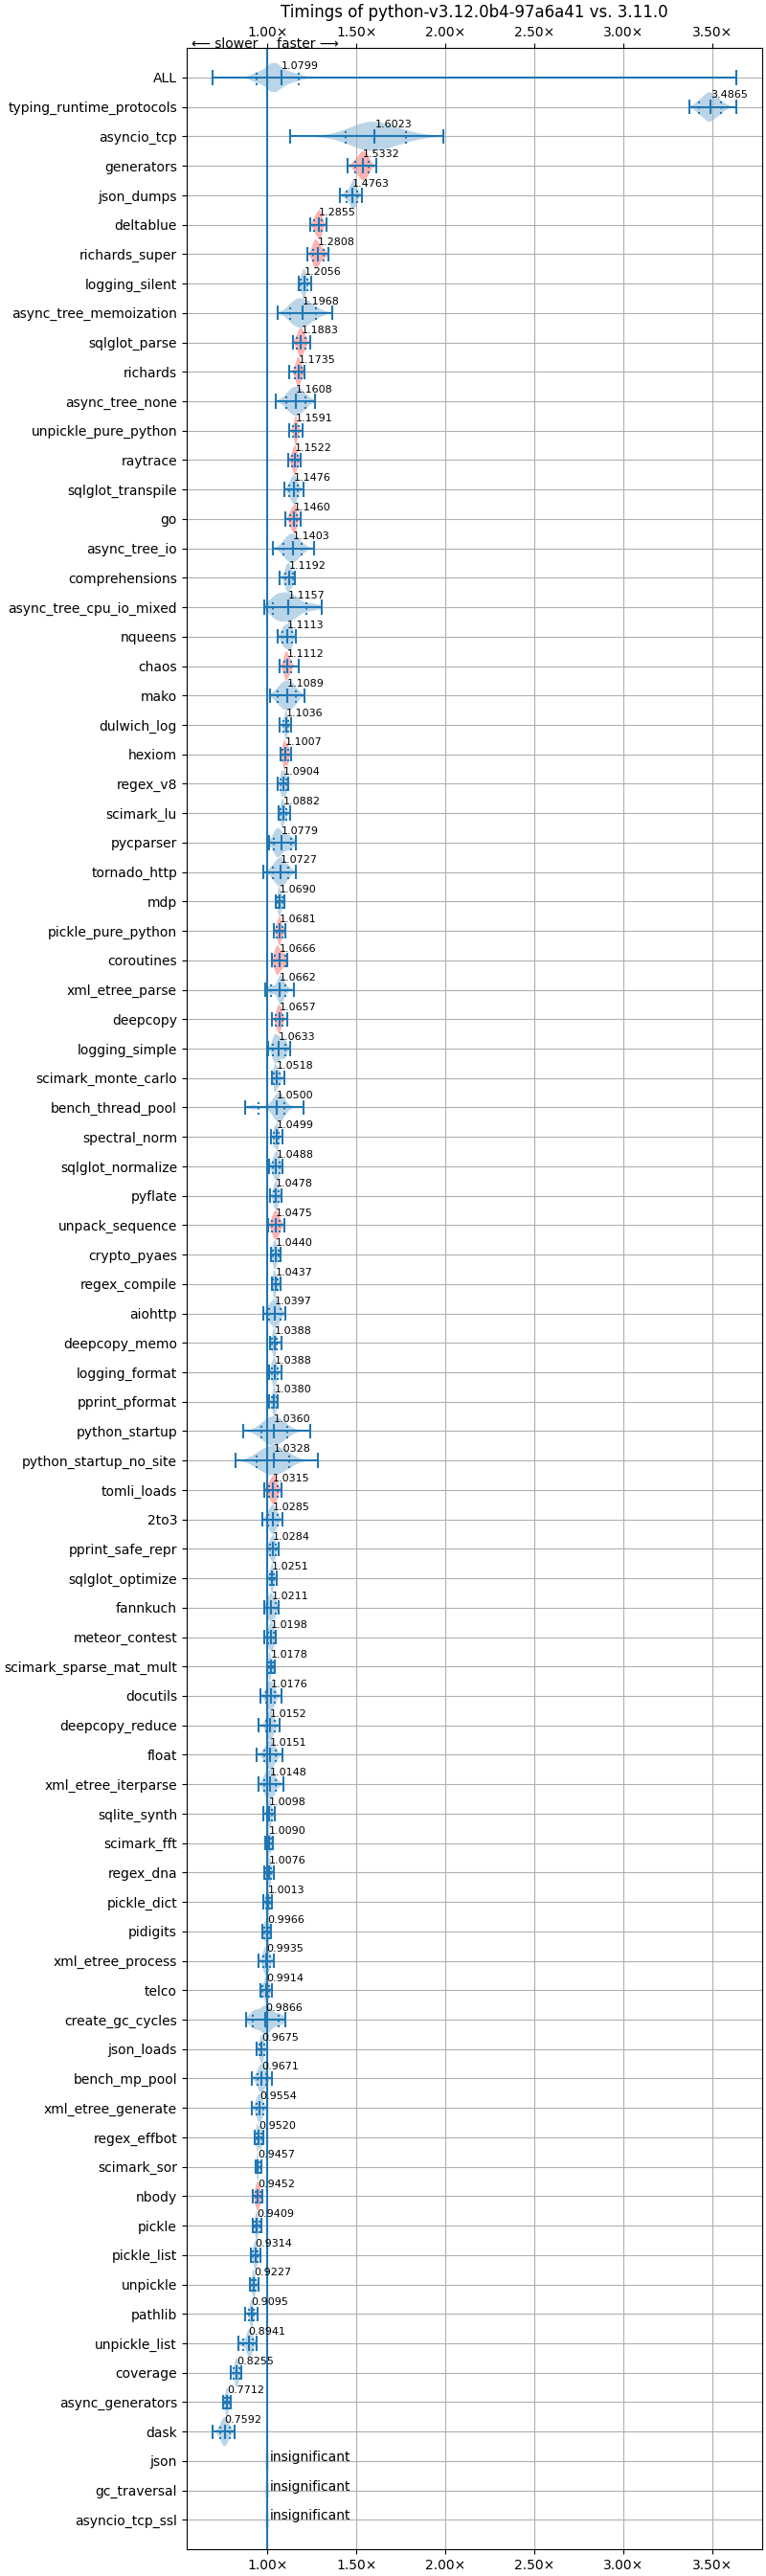 Timings of python-v3.12.0b4-97a6a41 vs. 3.11.0
1.00× 1.50× 2.00× 2.50× 3.00× 3.50×
⟵ slower faster ⟶
ALL 1.0799
typing_runtime_protocols 3.4865
asyncio_tcp 1.6023
generators 1.5332
json_dumps 1.4763
deltablue 1.2855
richards_super 1.2808
logging_silent 1.2056
async_tree_memoization 1.1968
sqlglot_parse 1.1883
richards 1.1735
async_tree_none 1.1608
unpickle_pure_python 1.1591
raytrace 1.1522
sqlglot_transpile 1.1476
go 1.1460
async_tree_io 1.1403
comprehensions 1.1192
async_tree_cpu_io_mixed 1.1157
nqueens 1.1113
chaos 1.1112
mako 1.1089
dulwich_log 1.1036
hexiom 1.1007
regex_v8 1.0904
scimark_lu 1.0882
pycparser 1.0779
tornado_http 1.0727
mdp 1.0690
pickle_pure_python 1.0681
coroutines 1.0666
xml_etree_parse 1.0662
deepcopy 1.0657
logging_simple 1.0633
scimark_monte_carlo 1.0518
bench_thread_pool 1.0500
spectral_norm 1.0499
sqlglot_normalize 1.0488
pyflate 1.0478
unpack_sequence 1.0475
crypto_pyaes 1.0440
regex_compile 1.0437
aiohttp 1.0397
deepcopy_memo 1.0388
logging_format 1.0388
pprint_pformat 1.0380
python_startup 1.0360
python_startup_no_site 1.0328
tomli_loads 1.0315
2to3 1.0285
pprint_safe_repr 1.0284
sqlglot_optimize 1.0251
fannkuch 1.0211
meteor_contest 1.0198
scimark_sparse_mat_mult 1.0178
docutils 1.0176
deepcopy_reduce 1.0152
float 1.0151
xml_etree_iterparse 1.0148
sqlite_synth 1.0098
scimark_fft 1.0090
regex_dna 1.0076
pickle_dict 1.0013
pidigits 0.9966
xml_etree_process 0.9935
telco 0.9914
create_gc_cycles 0.9866
json_loads 0.9675
bench_mp_pool 0.9671
xml_etree_generate 0.9554
regex_effbot 0.9520
scimark_sor 0.9457
nbody 0.9452
pickle 0.9409
pickle_list 0.9314
unpickle 0.9227
pathlib 0.9095
unpickle_list 0.8941
coverage 0.8255
async_generators 0.7712
dask 0.7592
json insignificant
gc_traversal insignificant
asyncio_tcp_ssl insignificant
1.00× 1.50× 2.00× 2.50× 3.00× 3.50×